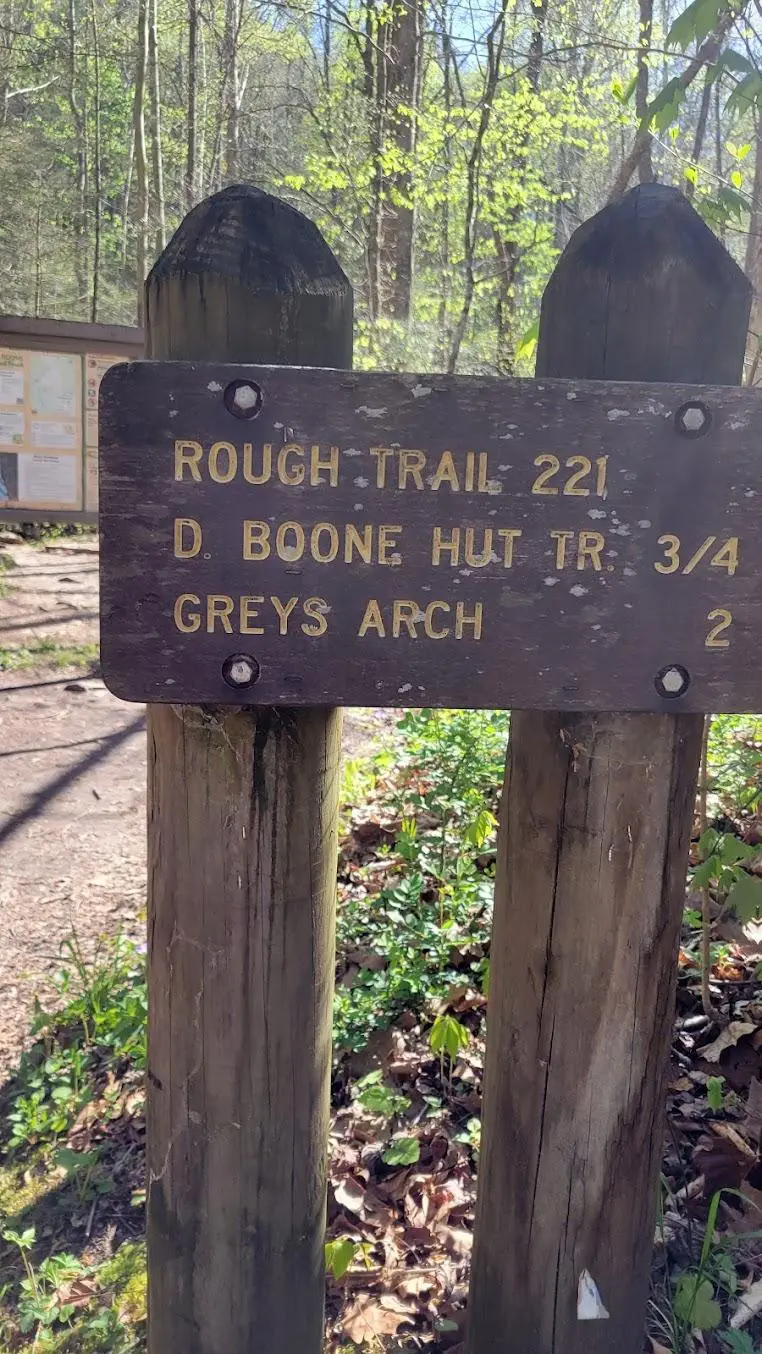 ROUGH TRAIL 221
D. BOONE HUT TR. 3/4
GREYS ARCH 2